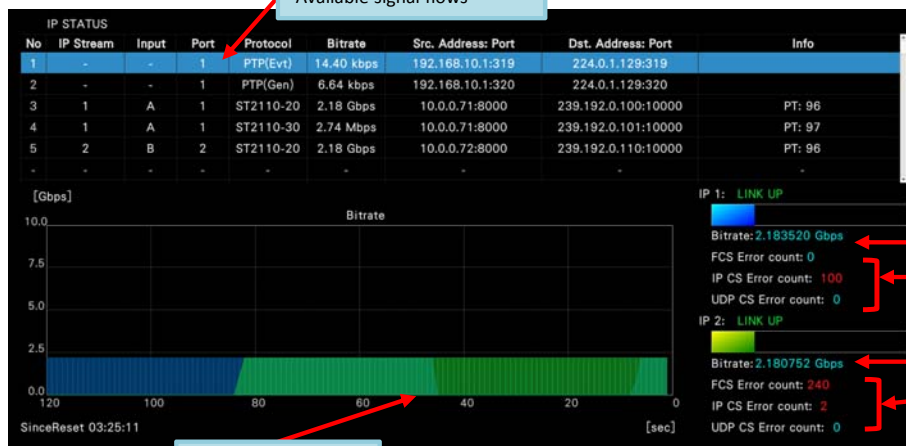 Available signal flows
IP STATUS
No IP Stream Input Port Protocol Bitrate Src. Address: Port Dst. Address: Port Info
1 - - 1 PTP(Evt) 14.40 kbps 192.168.10.1:319 224.0.1.129:319
2 - - 1 PTP(Gen) 6.64 kbps 192.168.10.1:320 224.0.1.129:320
3 1 A 1 ST2110-20 2.18 Gbps 10.0.0.71:8000 239.192.0.100:10000 PT: 96
4 1 A 1 ST2110-30 2.74 Mbps 10.0.0.71:8000 239.192.0.101:10000 PT: 97
5 2 B 2 ST2110-20 2.18 Gbps 10.0.0.72:8000 239.192.0.110:10000 PT: 96
- - - - - - - - -
[Gbps]
Bitrate
10.0
7.5
5.0
2.5
0.0
120 100 80 60 40 20 0
SinceReset 03:25:11 [sec]
IP 1: LINK UP
Bitrate:2.183520 Gbps
FCS Error count: 0
IP CS Error count: 100
UDP CS Error count: 0
IP 2: LINK UP
Bitrate:2.180752 Gbps
FCS Error count: 240
IP CS Error count: 2
UDP CS Error count: 0